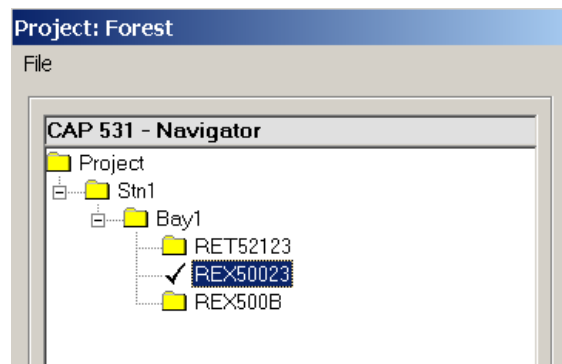 Project: Forest
File
CAP 531 - Navigator
Project
Stn1
Bay1
RET52123
REX50023
REX500B